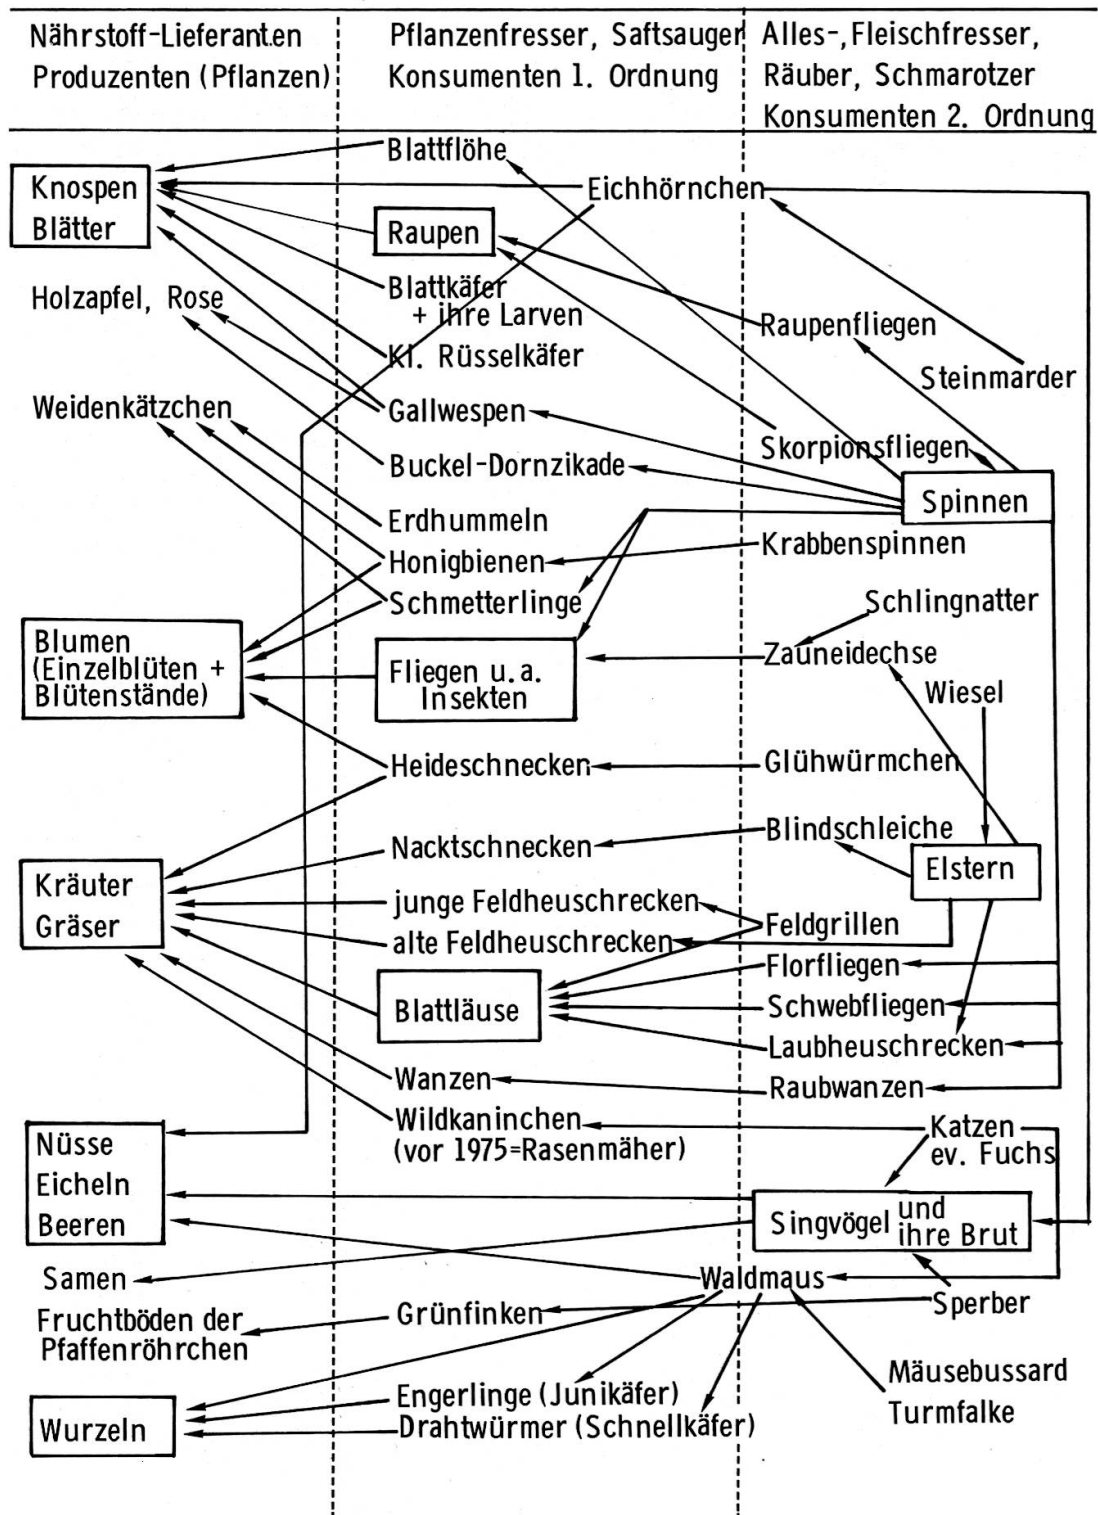 Nährstoff-Lieferanten
Produzenten (Pflanzen)
Pflanzenfresser, Saftsauger
Konsumenten 1. Ordnung
Alles-, Fleischfresser,
Räuber, Schmarotzer
Konsumenten 2. Ordnung
Knospen
Blätter
Holzapfel, Rose
Weidenkätzchen
Blumen
(Einzelblüten +
Blütenstände)
Kräuter
Gräser
Nüsse
Eicheln
Beeren
Samen
Fruchtböden der
Pfaffenröhrchen
Wurzeln
Blattflöhe
Eichhörnchen
Raupen
Blattkäfer
+ ihre Larven
Kl. Rüsselkäfer
Gallwespen
Buckel-Dornzikade
Erdhummeln
Honigbienen
Schmetterlinge
Fliegen u. a.
Insekten
Heideschnecken
Nacktschnecken
junge Feldheuschrecken
alte Feldheuschrecken
Blattläuse
Wanzen
Wildkaninchen
(vor 1975=Rasenmäher)
Waldmaus
Grünfinken
Engerlinge (Junikäfer)
Drahtwürmer (Schnellkäfer)
Raupenfliegen
Steinmarder
Skorpionsfliegen
Spinnen
Krabbenspinnen
Schlingnatter
Zauneidechse
Wiesel
Glühwürmchen
Blindschleiche
Elstern
Feldgrillen
Florfliegen
Schwebfliegen
Laubheuschrecken
Raubwanzen
Katzen
ev. Fuchs
Singvögel und
ihre Brut
Sperber
Mäusebussard
Turmfalke